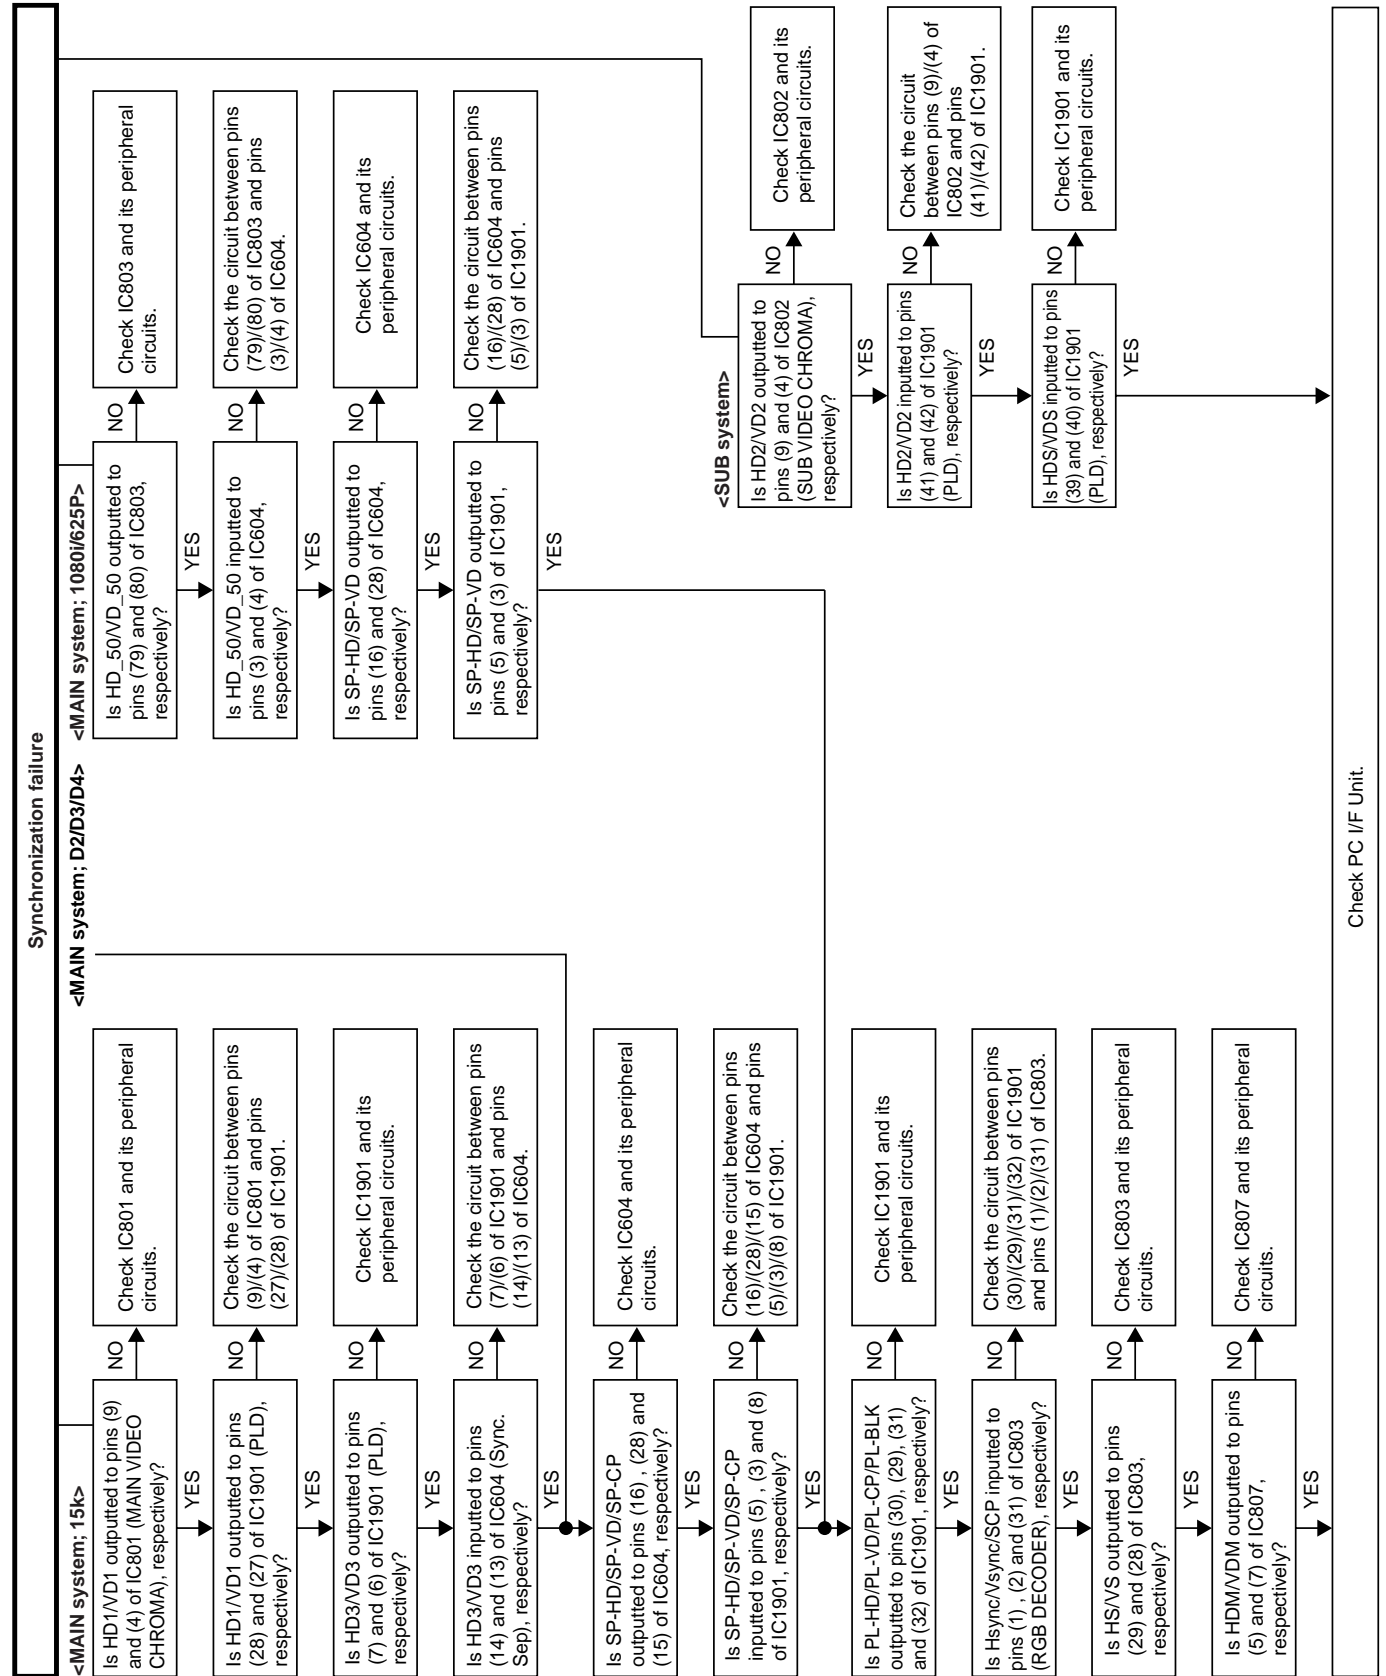 Synchronization failure
<MAIN system; 15k>
Is HD1/VD1 outputted to pins (9)
and (4) of IC801 (MAIN VIDEO
CHROMA), respectively?
NO
Check IC801 and its peripheral
circuits.
YES
Is HD1/VD1 outputted to pins
(28) and (27) of IC1901 (PLD),
respectively?
NO
Check the circuit between pins
(9)/(4) of IC801 and pins
(27)/(28) of IC1901.
YES
Is HD3/VD3 outputted to pins
(7) and (6) of IC1901 (PLD),
respectively?
NO
Check IC1901 and its
peripheral circuits.
YES
Is HD3/VD3 inputted to pins
(14) and (13) of IC604 (Sync.
Sep), respectively?
NO
Check the circuit between pins
(7)/(6) of IC1901 and pins
(14)/(13) of IC604.
YES
<MAIN system; D2/D3/D4>
Is SP-HD/SP-VD/SP-CP
outputted to pins (16) , (28) and
(15) of IC604, respectively?
NO
Check IC604 and its peripheral
circuits.
YES
Is SP-HD/SP-VD/SP-CP
inputted to pins (5) , (3) and (8)
of IC1901, respectively?
NO
Check the circuit between pins
(16)/(28)/(15) of IC604 and pins
(5)/(3)/(8) of IC1901.
YES
Is PL-HD/PL-VD/PL-CP/PL-BLK
outputted to pins (30), (29), (31)
and (32) of IC1901, respectively?
NO
Check IC1901 and its
peripheral circuits.
YES
Is Hsync/Vsync/SCP inputted to
pins (1) , (2) and (31) of IC803
(RGB DECODER), respectively?
NO
Check the circuit between pins
(30)/(29)/(31)/(32) of IC1901
and pins (1)/(2)/(31) of IC803.
YES
Is HS/VS outputted to pins
(29) and (28) of IC803,
respectively?
NO
Check IC803 and its peripheral
circuits.
YES
Is HDM/VDM outputted to pins
(5) and (7) of IC807,
respectively?
NO
Check IC807 and its peripheral
circuits.
YES
<MAIN system; 1080i/625P>
Is HD_50/VD_50 outputted to
pins (79) and (80) of IC803,
respectively?
NO
Check IC803 and its peripheral
circuits.
YES
Is HD_50/VD_50 inputted to
pins (3) and (4) of IC604,
respectively?
NO
Check the circuit between pins
(79)/(80) of IC803 and pins
(3)/(4) of IC604.
YES
Is SP-HD/SP-VD outputted to
pins (16) and (28) of IC604,
respectively?
NO
Check IC604 and its
peripheral circuits.
YES
Is SP-HD/SP-VD outputted to
pins (5) and (3) of IC1901,
respectively?
NO
Check the circuit between pins
(16)/(28) of IC604 and pins
(5)/(3) of IC1901.
YES
<SUB system>
Is HD2/VD2 outputted to
pins (9) and (4) of IC802
(SUB VIDEO CHROMA),
respectively?
NO
Check IC802 and its
peripheral circuits.
YES
Is HD2/VD2 inputted to pins
(41) and (42) of IC1901
(PLD), respectively?
NO
Check the circuit
between pins (9)/(4) of
IC802 and pins
(41)/(42) of IC1901.
YES
Is HDS/VDS inputted to pins
(39) and (40) of IC1901
(PLD), respectively?
NO
Check IC1901 and its
peripheral circuits.
YES
Check PC I/F Unit.